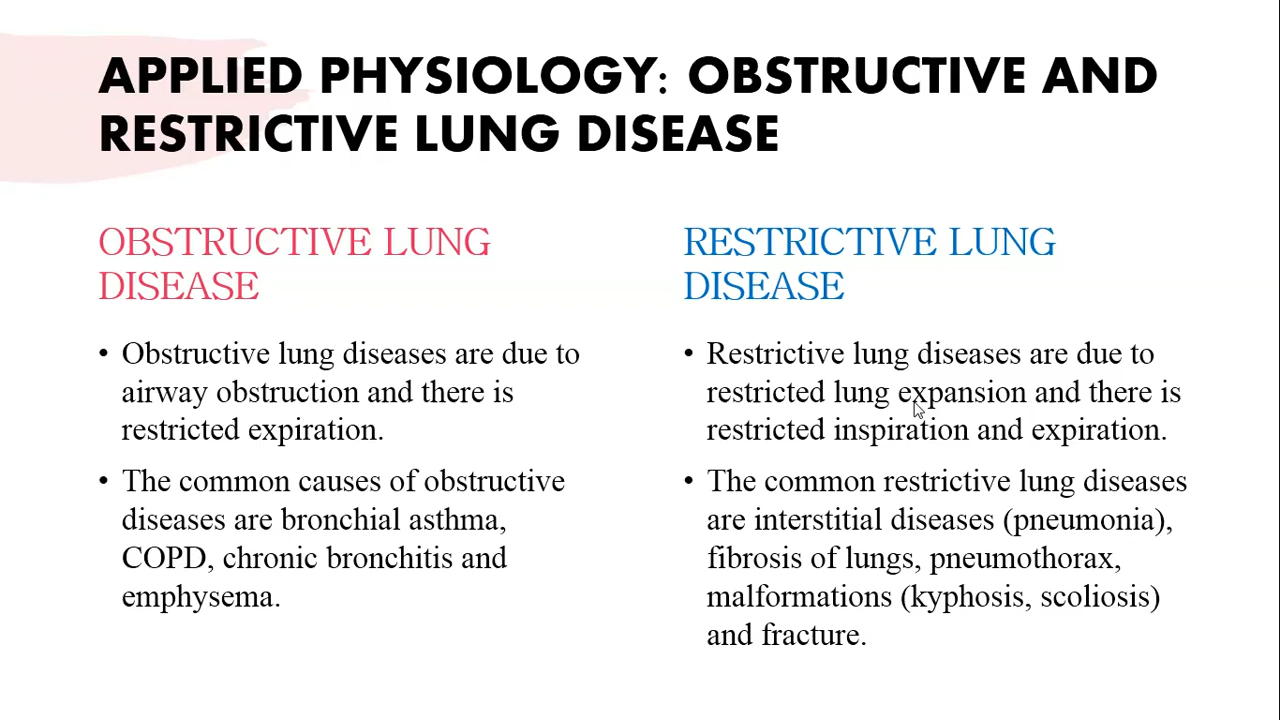 APPLIED PHYSIOLOGY: OBSTRUCTIVE AND
RESTRICTIVE LUNG DISEASE
OBSTRUCTIVE LUNG
DISEASE
• Obstructive lung diseases are due to
airway obstruction and there is
restricted expiration.
• The common causes of obstructive
diseases are bronchial asthma,
COPD, chronic bronchitis and
emphysema.
RESTRICTIVE LUNG
DISEASE
• Restrictive lung diseases are due to
restricted lung expansion and there is
restricted inspiration and expiration.
• The common restrictive lung diseases
are interstitial diseases (pneumonia),
fibrosis of lungs, pneumothorax,
malformations (kyphosis, scoliosis)
and fracture.